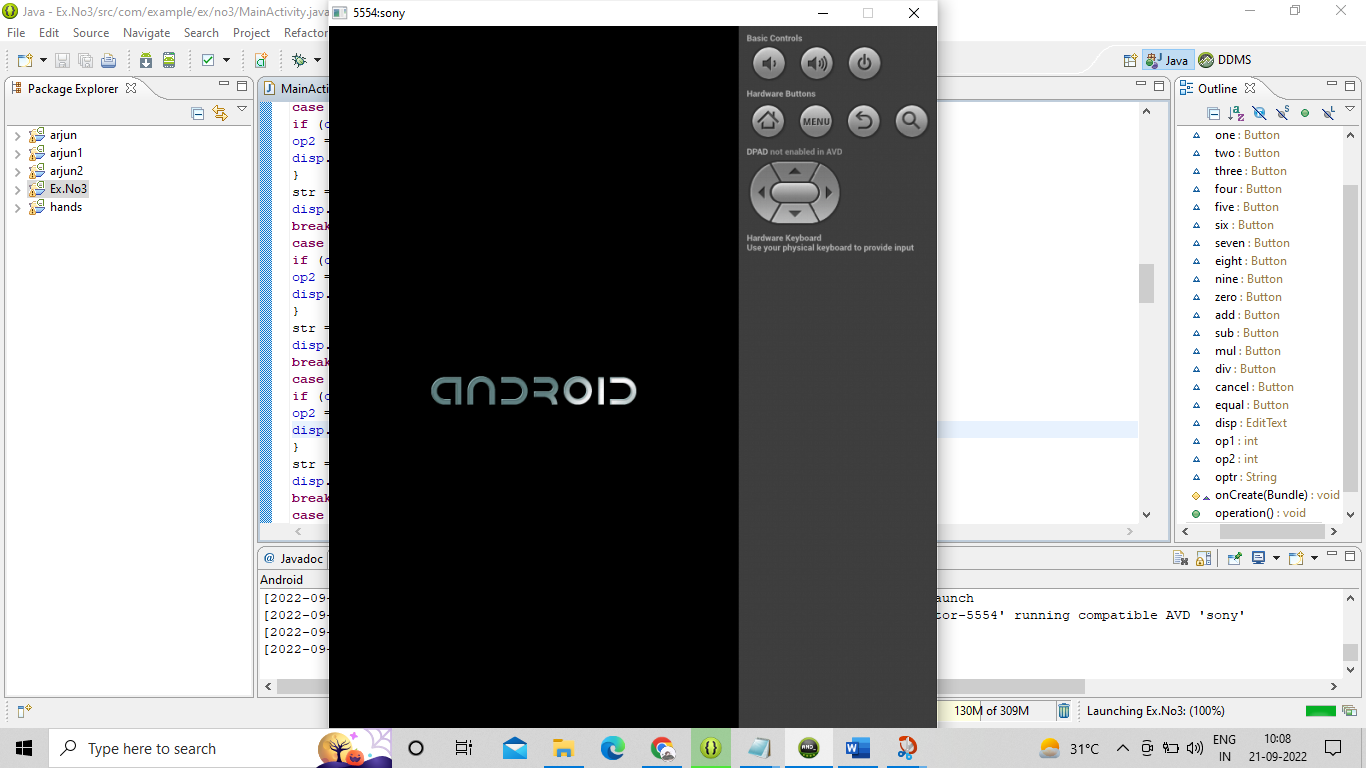 Java - Ex.No3/src/com/example/ex/no3/MainActivity.java
5554:sony
File Edit Source Navigate Search Project Refactor
Java
DDMS
Package Explorer
arjun
arjun1
arjun2
Ex.No3
hands
MainActi
case
if (
op2 =
disp.
}
str =
disp.
break
case
if (
op2 =
disp.
}
str =
disp.
break
case
if (
op2 =
disp.
}
str =
disp.
break
case
ANDROID
Basic Controls
Hardware Buttons
MENU
DPAD not enabled in AVD
Hardware Keyboard
Use your physical keyboard to provide input
Outline
one : Button
two : Button
three : Button
four : Button
five : Button
six : Button
seven : Button
eight : Button
nine : Button
zero : Button
add : Button
sub : Button
mul : Button
div : Button
cancel : Button
equal : Button
disp : EditText
op1 : int
op2 : int
optr : String
onCreate(Bundle) : void
operation() : void
@ Javadoc
Android
[2022-09- aunch
[2022-09- tor-5554' running compatible AVD 'sony'
[2022-09-
[2022-09-
130M of 309M
Launching Ex.No3: (100%)
Type here to search
31°C
ENG
IN
10:08
21-09-2022